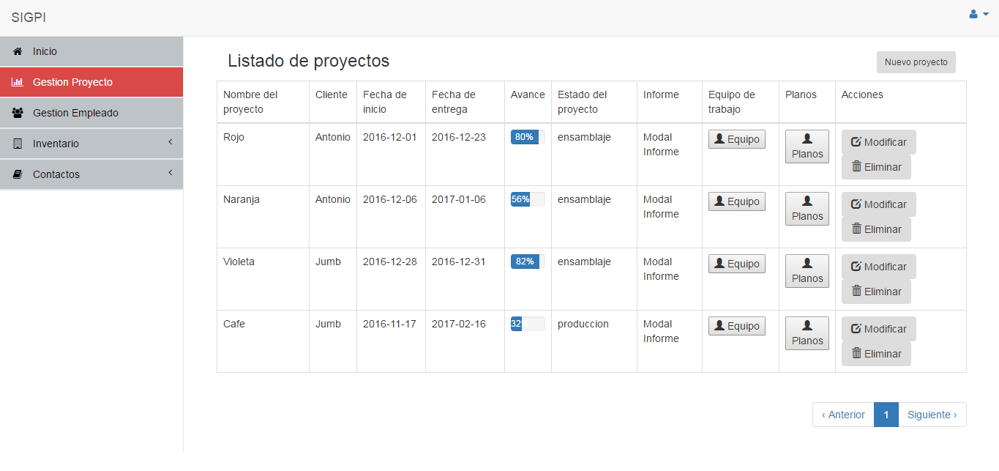 SIGPI
Inicio
Gestion Proyecto
Gestion Empleado
Inventario
Contactos
Listado de proyectos
Nuevo proyecto
Nombre del proyecto Cliente Fecha de inicio Fecha de entrega Avance Estado del proyecto Informe Equipo de trabajo Planos Acciones
Rojo Antonio 2016-12-01 2016-12-23 80% ensamblaje Modal Informe Equipo Planos Modificar Eliminar
Naranja Antonio 2016-12-06 2017-01-06 56% ensamblaje Modal Informe Equipo Planos Modificar Eliminar
Violeta Jumb 2016-12-28 2016-12-31 82% ensamblaje Modal Informe Equipo Planos Modificar Eliminar
Cafe Jumb 2016-11-17 2017-02-16 32 produccion Modal Informe Equipo Planos Modificar Eliminar
‹ Anterior 1 Siguiente ›